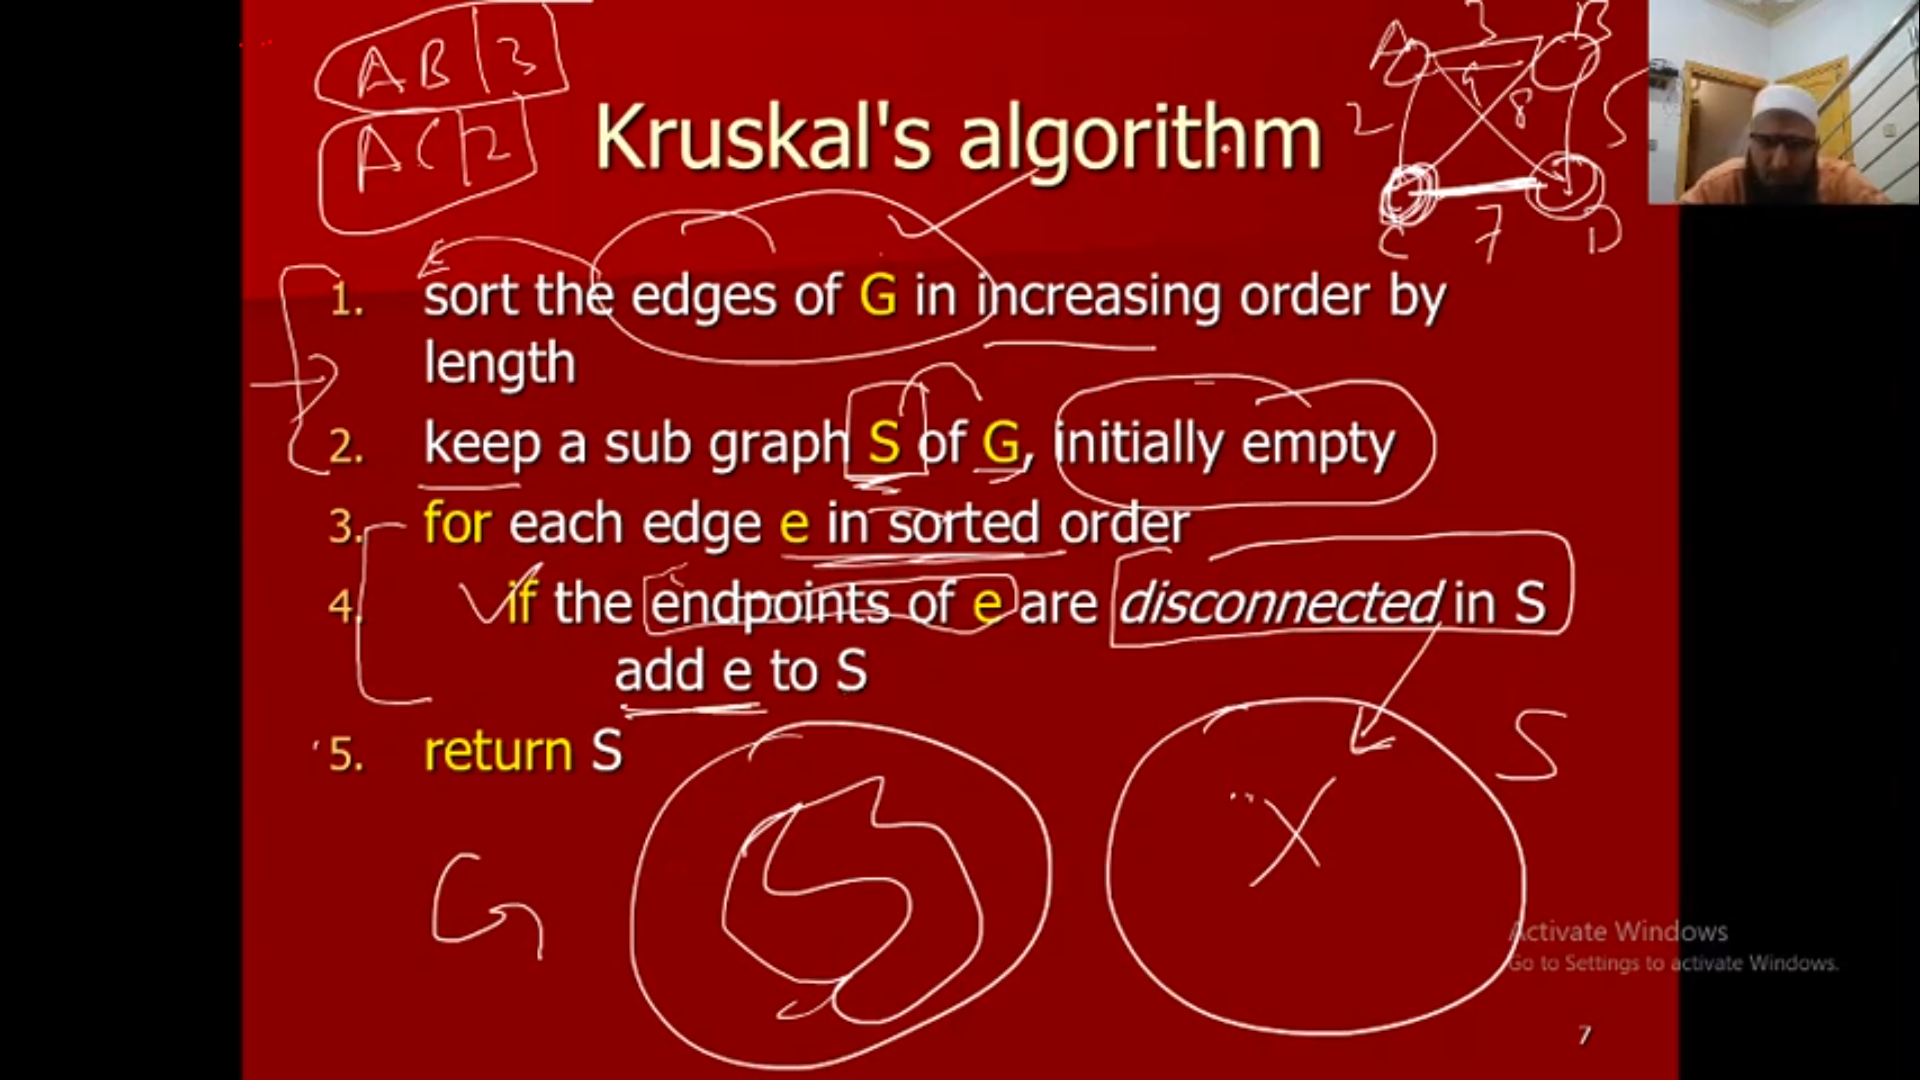 AB|3
AC|2
Kruskal's algorithm
A 3 B
2 9 8 5
C 7 D
1. sort the edges of G in increasing order by
length
2. keep a sub graph S of G, initially empty
3. for each edge e in sorted order
4. if the endpoints of e are disconnected in S
add e to S
5. return S
G
S
X
S
Activate Windows
Go to Settings to activate Windows.
7